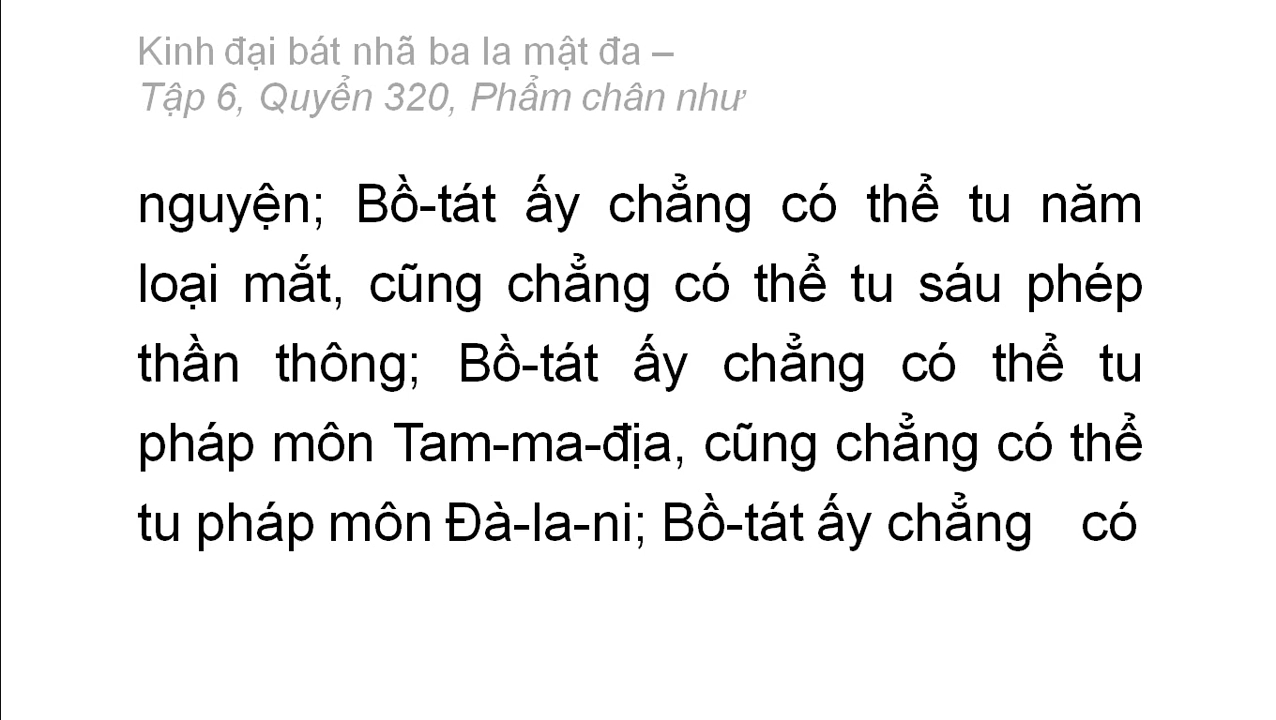 Kinh đại bát nhã ba la mật đa –
Tập 6, Quyển 320, Phẩm chân như
nguyện; Bồ-tát ấy chẳng có thể tu năm
loại mắt, cũng chẳng có thể tu sáu phép
thần thông; Bồ-tát ấy chẳng có thể tu
pháp môn Tam-ma-địa, cũng chẳng có thể
tu pháp môn Đà-la-ni; Bồ-tát ấy chẳng có